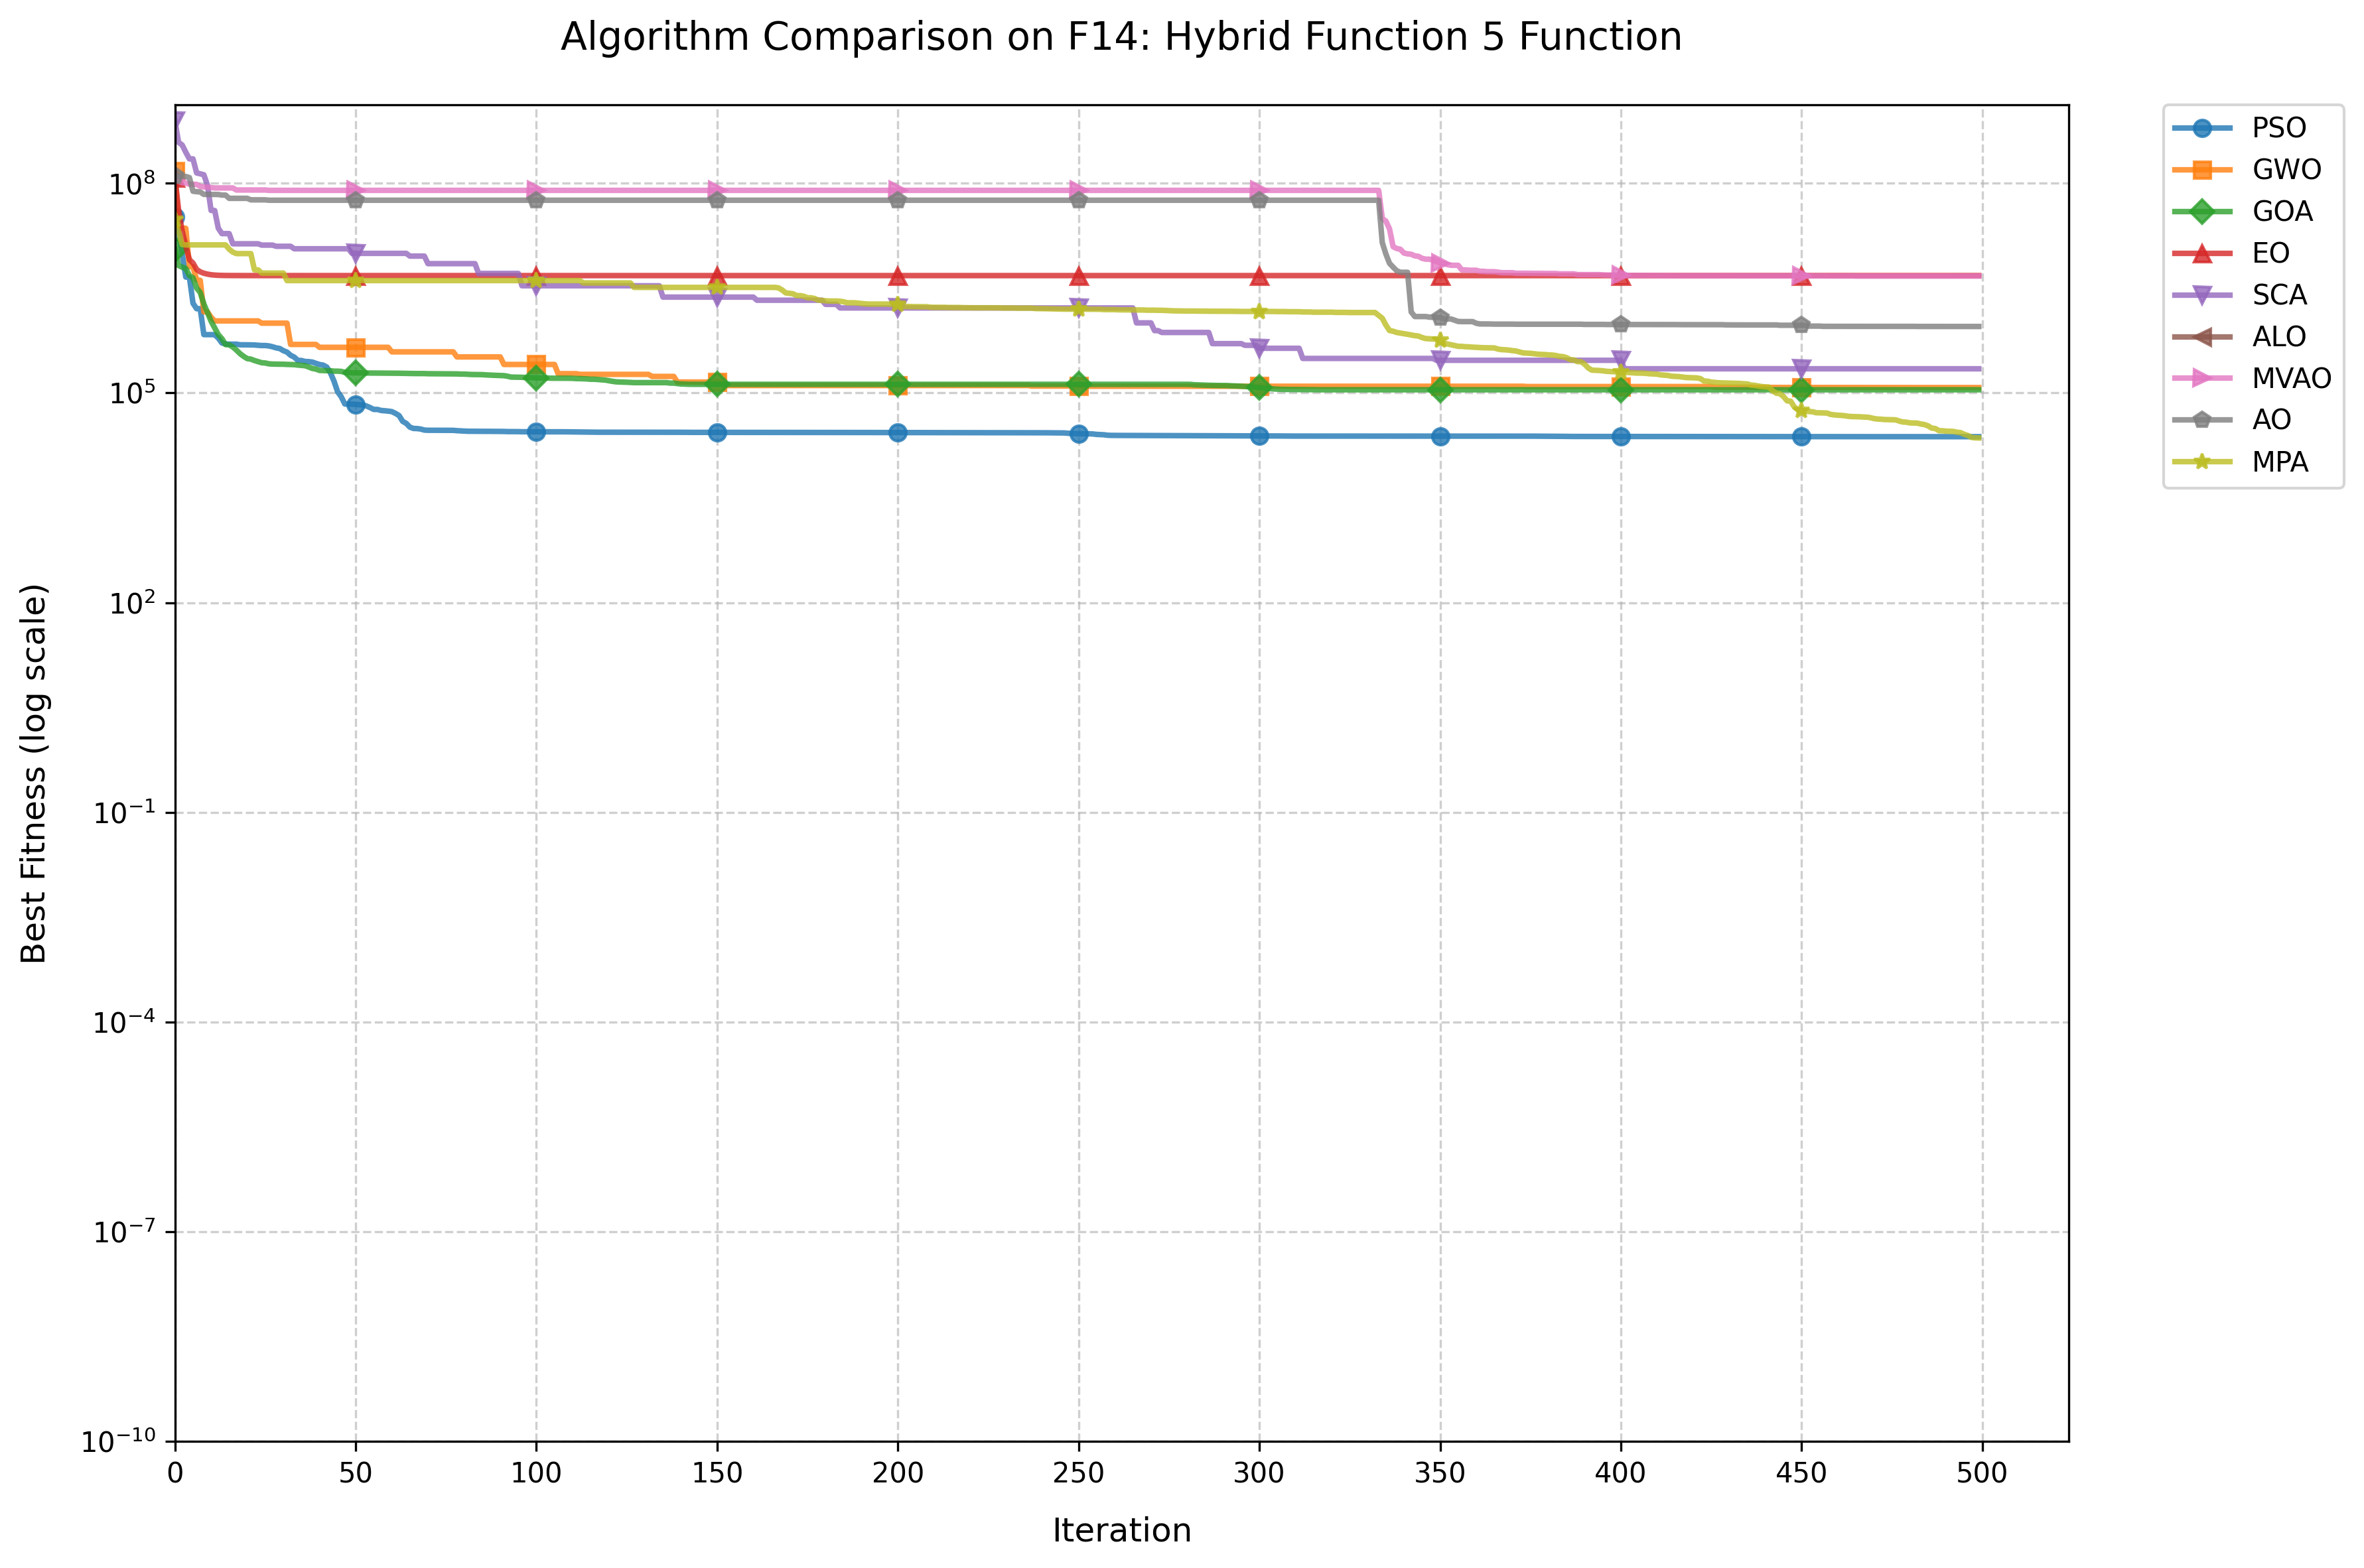 Algorithm Comparison on F14: Hybrid Function 5 Function
Best Fitness (log scale)
10⁸
10⁵
10²
10⁻¹
10⁻⁴
10⁻⁷
10⁻¹⁰
0 50 100 150 200 250 300 350 400 450 500
Iteration
PSO
GWO
GOA
EO
SCA
ALO
MVAO
AO
MPA